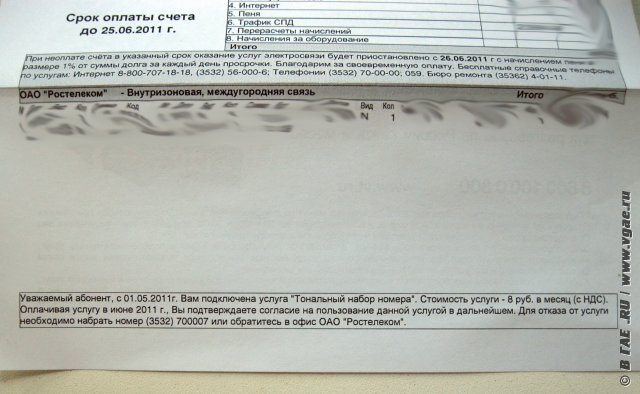 4. Интернет
5. Пеня
6. Трафик СПД
7. Перерасчеты начислений
8. Начисления за оборудование
Итого
Срок оплаты счета
до 25.06.2011 г.
При неоплате счёта в указанный срок оказание услуг электросвязи будет приостановлено с 26.06.2011 г с начислением пени в
размере 1% от суммы долга за каждый день просрочки. Благодарим за своевременную оплату. Бесплатные справочные телефоны
по услугам: Интернет 8-800-707-18-18, (3532) 56-000-6; Телефонии (3532) 70-00-00; 059. Бюро ремонта (35362) 4-01-11.
ОАО "Ростелеком" - Внутризоновая, междугородняя связь Итого
Код Вид Кол
N 1
Уважаемый абонент, с 01.05.2011г. Вам подключена услуга "Тональный набор номера". Стоимость услуги - 8 руб. в месяц (с НДС).
Оплачивая услугу в июне 2011 г., Вы подтверждаете согласие на пользование данной услугой в дальнейшем. Для отказа от услуги
необходимо набрать номер (3532) 700007 или обратитесь в офис ОАО "Ростелеком".
© В ГАЕ .RU | www.vgae.ru